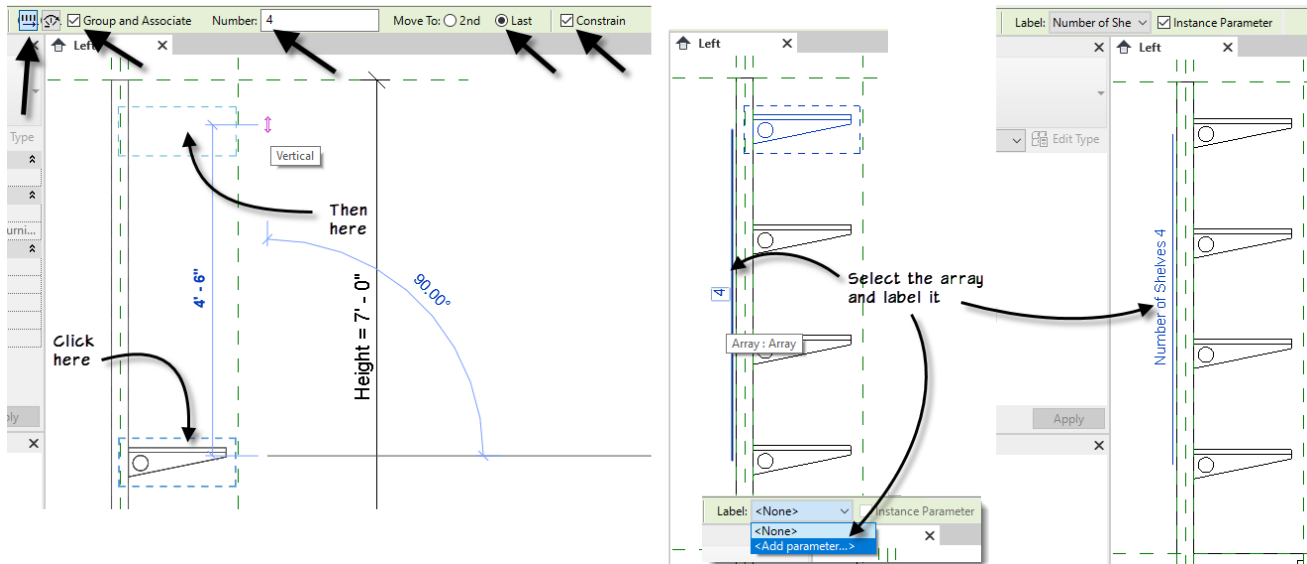 Group and Associate Number: 4 Move To: 2nd Last Constrain
Left
Type
Vertical
urni...
Then
here
4' - 6"
90.00°
Height = 7' - 0"
Click
here
ply
Left
4
Array : Array
Select the array
and label it
Label: <None> Instance Parameter
<None>
<Add parameter...>
Label: Number of She Instance Parameter
Left
Edit Type
Number of Shelves 4
Apply